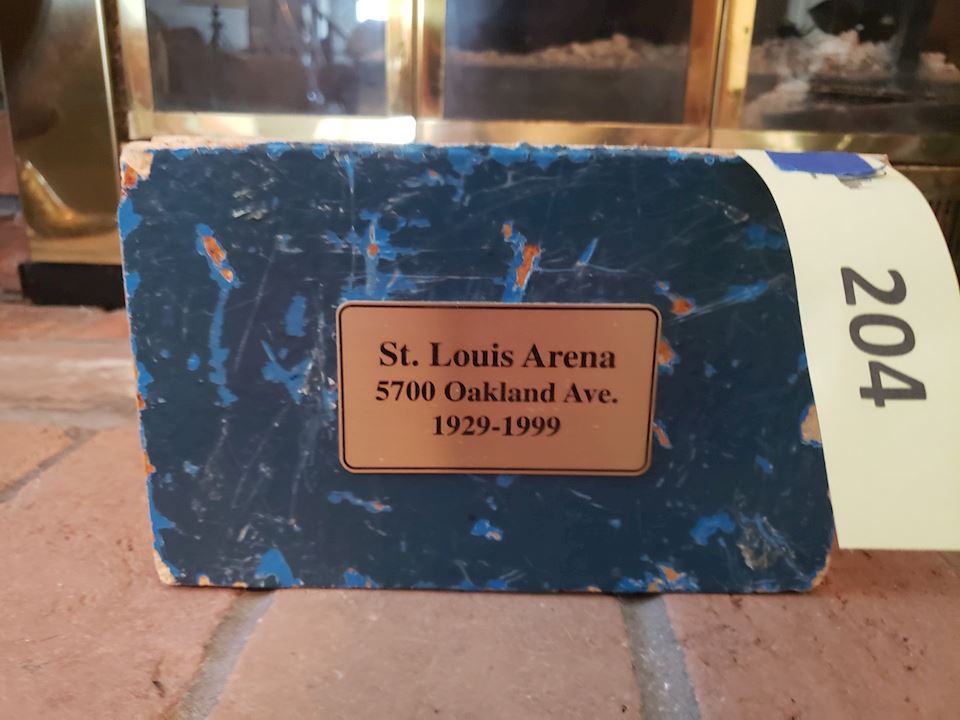 St. Louis Arena
5700 Oakland Ave.
1929-1999
204